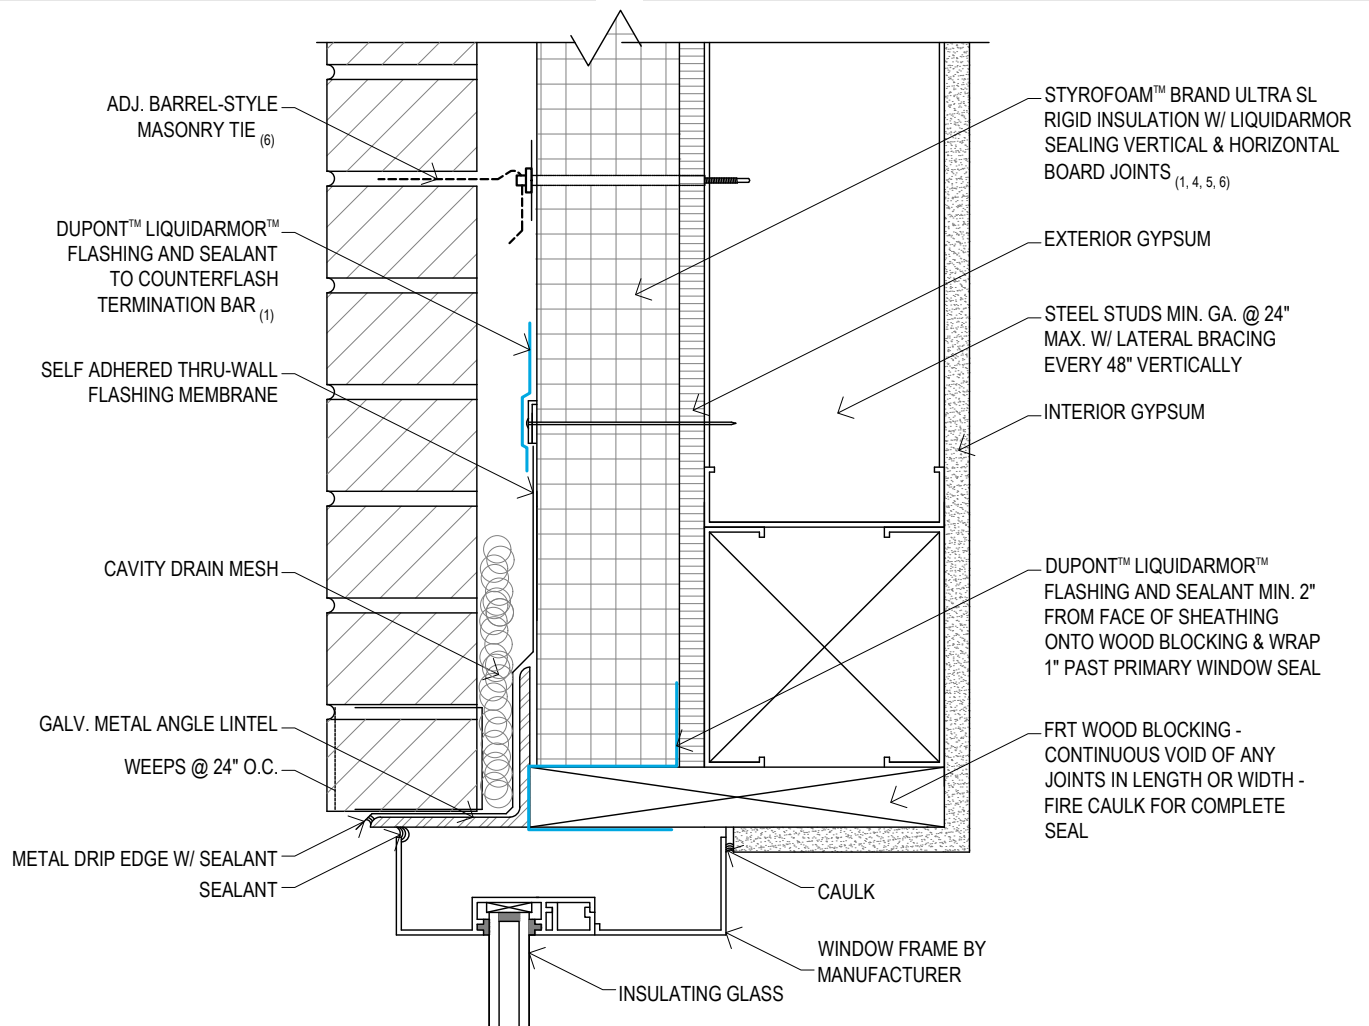 ADJ. BARREL-STYLE
MASONRY TIE (6)
DUPONT™ LIQUIDARMOR™
FLASHING AND SEALANT
TO COUNTERFLASH
TERMINATION BAR (1)
SELF ADHERED THRU-WALL
FLASHING MEMBRANE
CAVITY DRAIN MESH
GALV. METAL ANGLE LINTEL
WEEPS @ 24" O.C.
METAL DRIP EDGE W/ SEALANT
SEALANT
STYROFOAM™ BRAND ULTRA SL
RIGID INSULATION W/ LIQUIDARMOR
SEALING VERTICAL & HORIZONTAL
BOARD JOINTS (1, 4, 5, 6)
EXTERIOR GYPSUM
STEEL STUDS MIN. GA. @ 24"
MAX. W/ LATERAL BRACING
EVERY 48" VERTICALLY
INTERIOR GYPSUM
DUPONT™ LIQUIDARMOR™
FLASHING AND SEALANT MIN. 2"
FROM FACE OF SHEATHING
ONTO WOOD BLOCKING & WRAP
1" PAST PRIMARY WINDOW SEAL
FRT WOOD BLOCKING -
CONTINUOUS VOID OF ANY
JOINTS IN LENGTH OR WIDTH -
FIRE CAULK FOR COMPLETE
SEAL
CAULK
WINDOW FRAME BY
MANUFACTURER
INSULATING GLASS